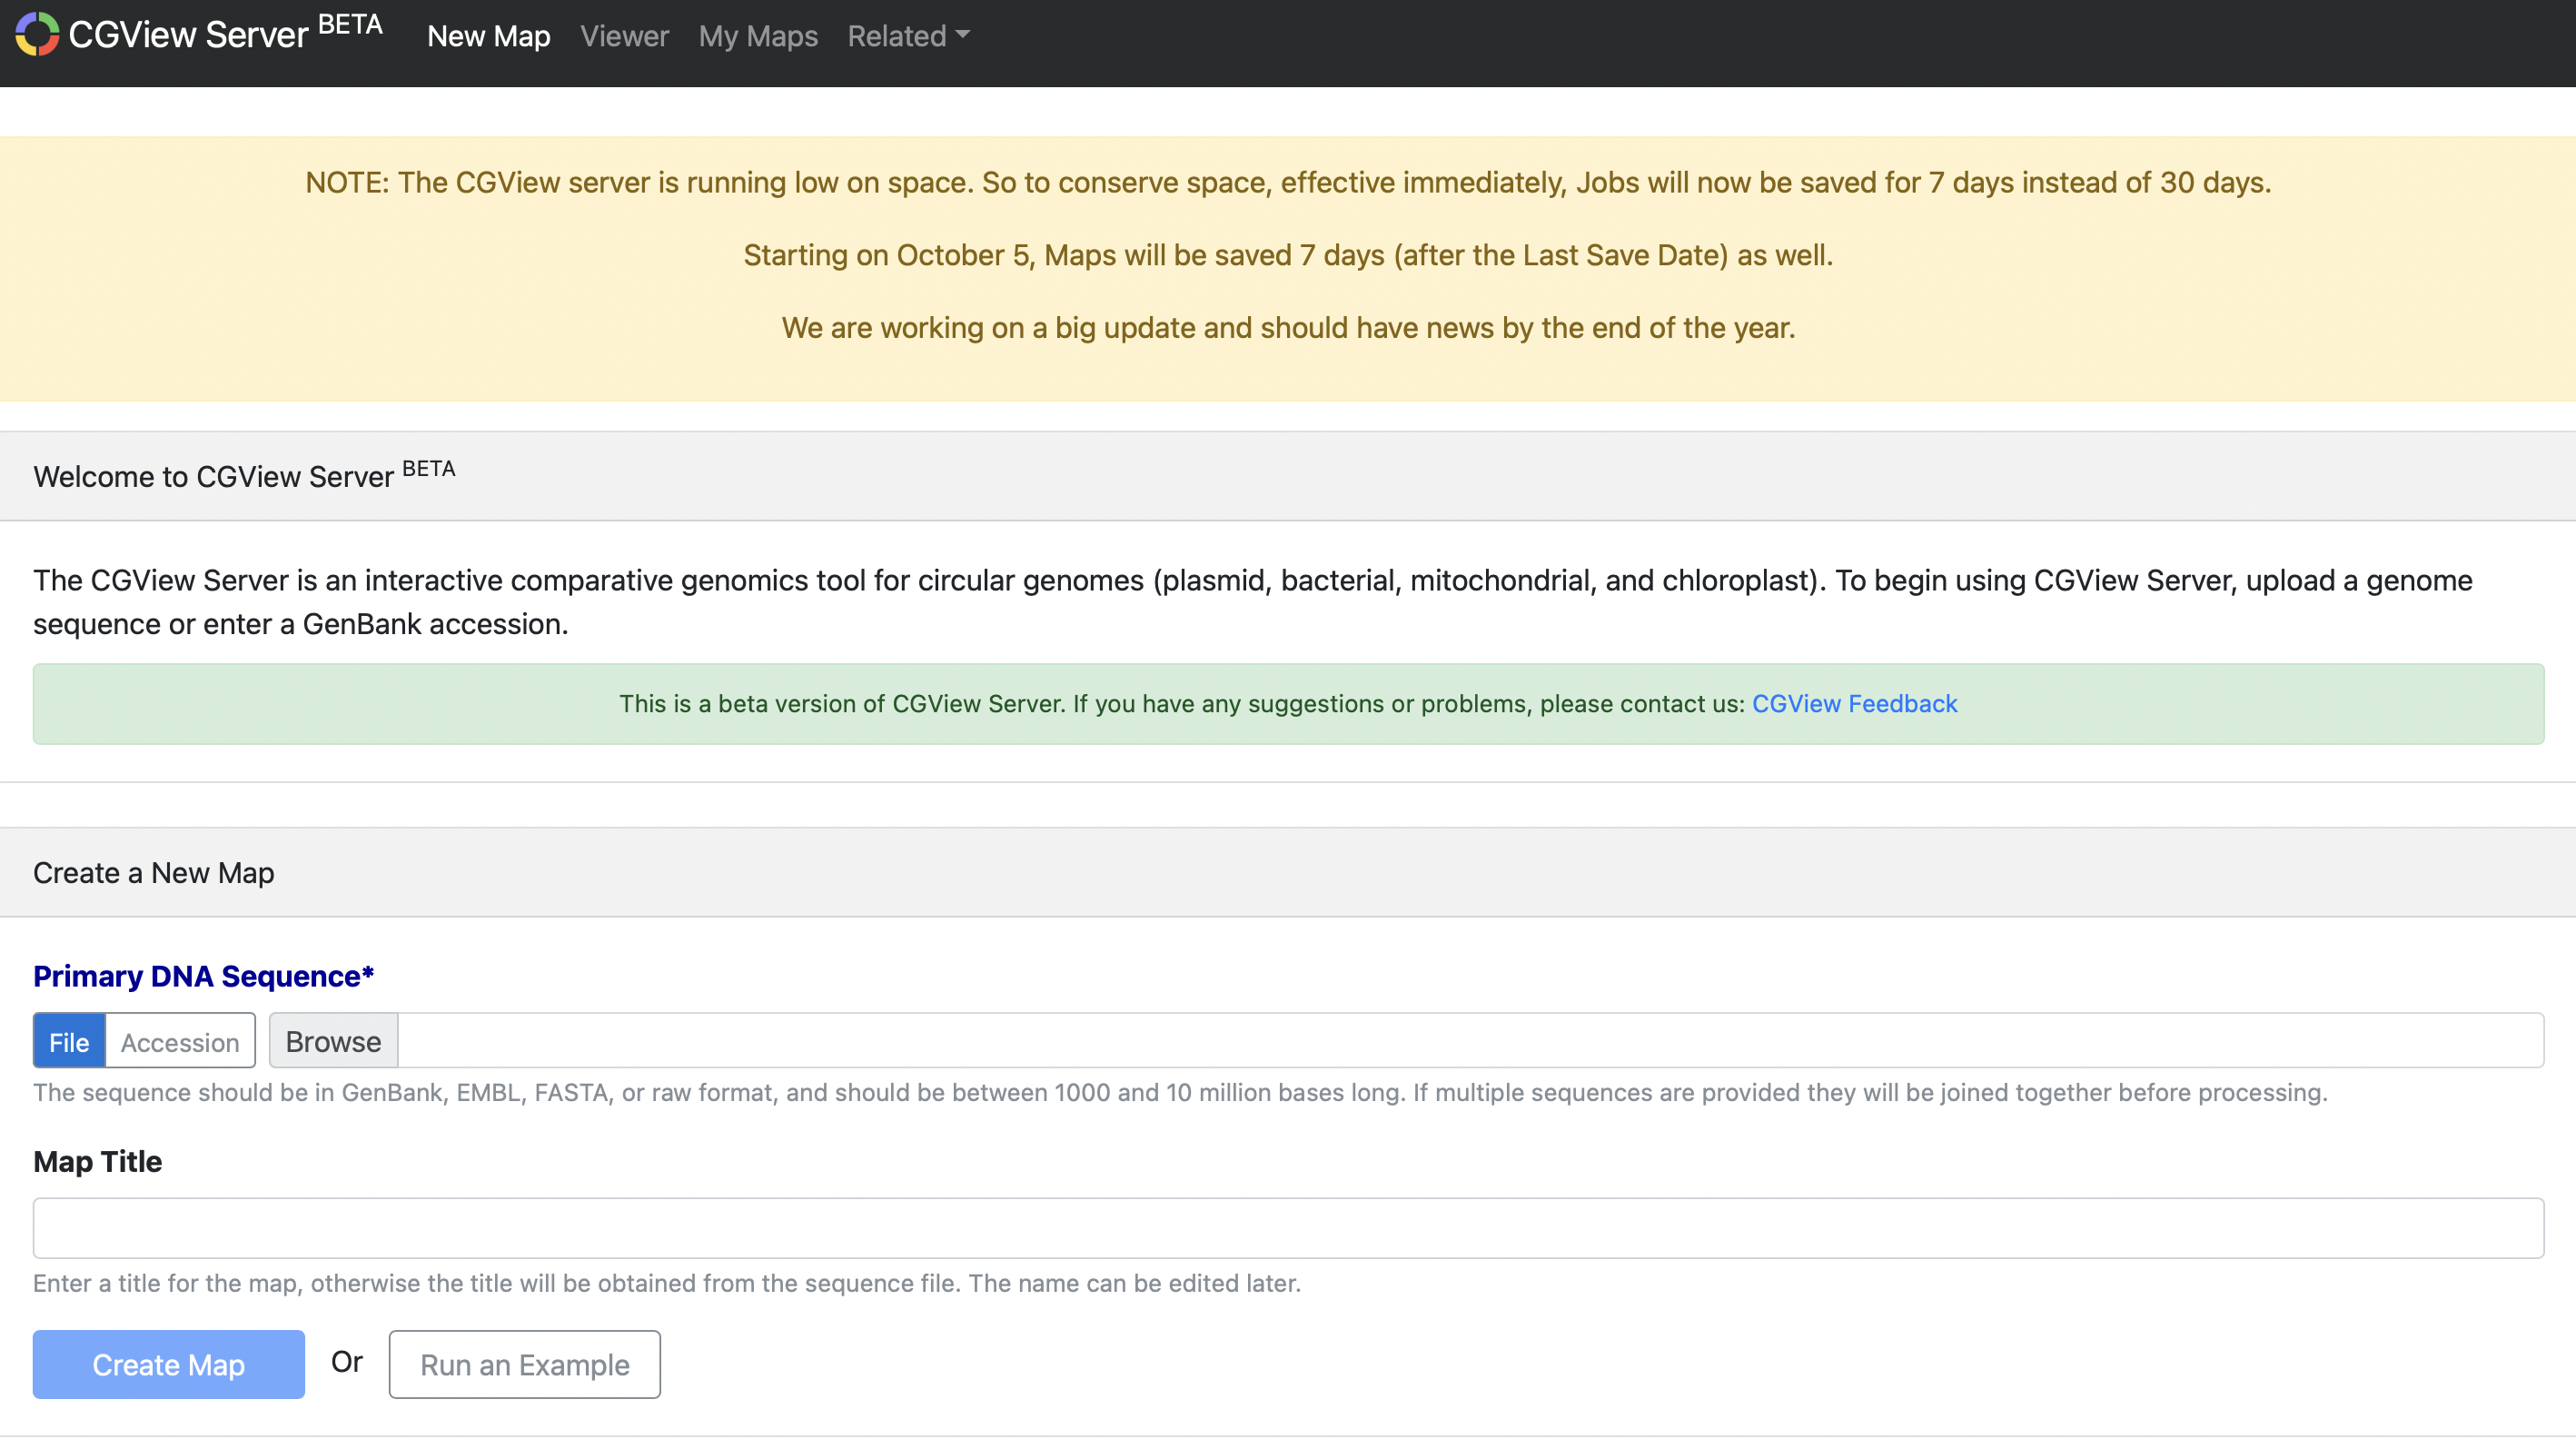 CGView Server BETA New Map Viewer My Maps Related
NOTE: The CGView server is running low on space. So to conserve space, effective immediately, Jobs will now be saved for 7 days instead of 30 days.
Starting on October 5, Maps will be saved 7 days (after the Last Save Date) as well.
We are working on a big update and should have news by the end of the year.
Welcome to CGView Server BETA
The CGView Server is an interactive comparative genomics tool for circular genomes (plasmid, bacterial, mitochondrial, and chloroplast). To begin using CGView Server, upload a genome
sequence or enter a GenBank accession.
This is a beta version of CGView Server. If you have any suggestions or problems, please contact us: CGView Feedback
Create a New Map
Primary DNA Sequence*
File Accession Browse
The sequence should be in GenBank, EMBL, FASTA, or raw format, and should be between 1000 and 10 million bases long. If multiple sequences are provided they will be joined together before processing.
Map Title
Enter a title for the map, otherwise the title will be obtained from the sequence file. The name can be edited later.
Create Map Or Run an Example